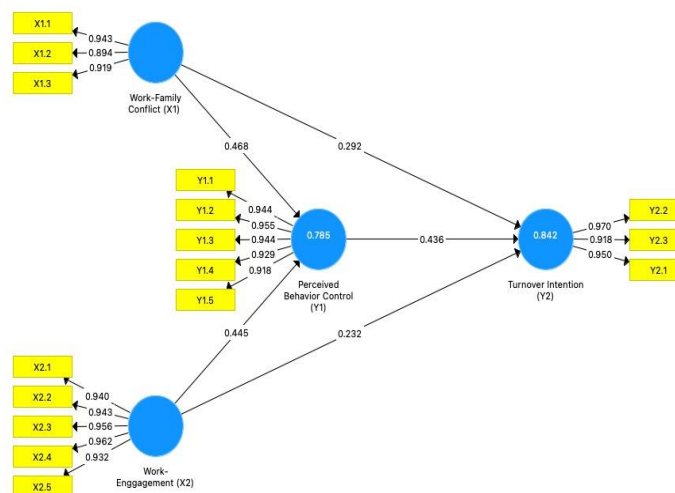 X1.1
X1.2
X1.3
0.943
0.894
0.919
Work-Family
Conflict (X1)
0.468
0.292
Y1.1
Y1.2
Y1.3
Y1.4
Y1.5
0.944
0.955
0.944
0.929
0.918
0.785
Perceived
Behavior Control
(Y1)
0.436
0.842
Turnover Intention
(Y2)
0.970
0.918
0.950
Y2.2
Y2.3
Y2.1
0.445
0.232
X2.1
X2.2
X2.3
X2.4
X2.5
0.940
0.943
0.956
0.962
0.932
Work-
Enggagement (X2)